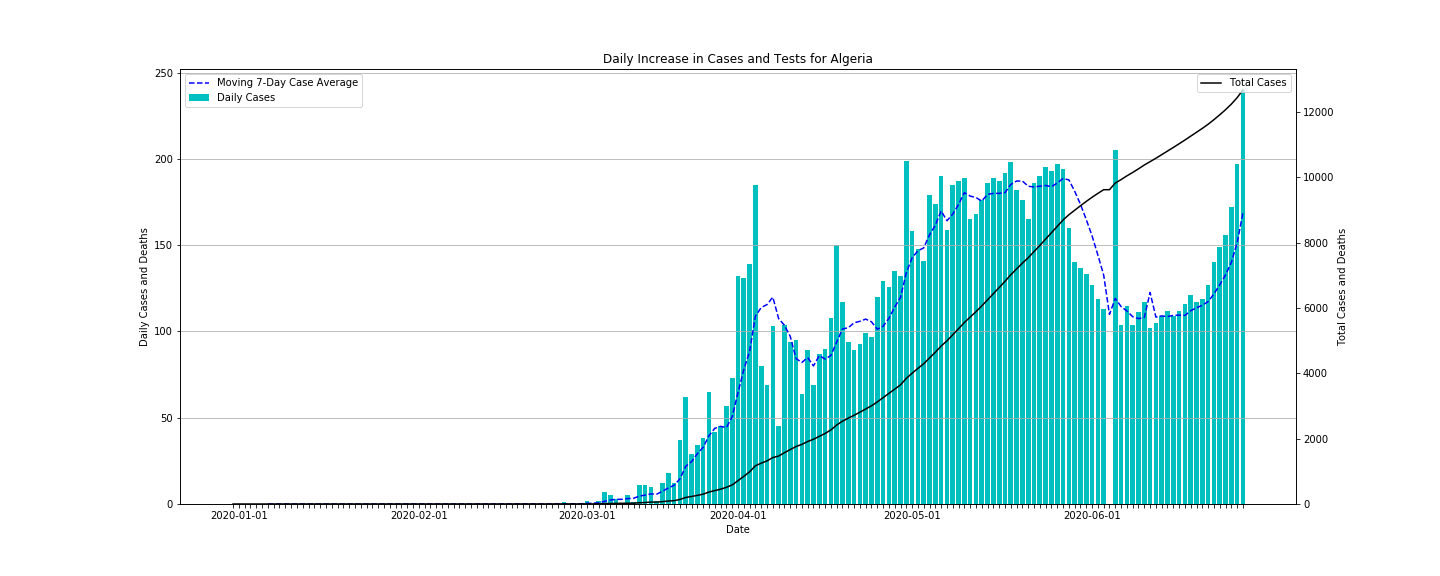 Daily Increase in Cases and Tests for Algeria
Moving 7-Day Case Average
Daily Cases
Total Cases
250
200
150
100
50
0
Daily Cases and Deaths
12000
10000
8000
6000
4000
2000
0
Total Cases and Deaths
2020-01-01
2020-02-01
2020-03-01
2020-04-01
2020-05-01
2020-06-01
Date